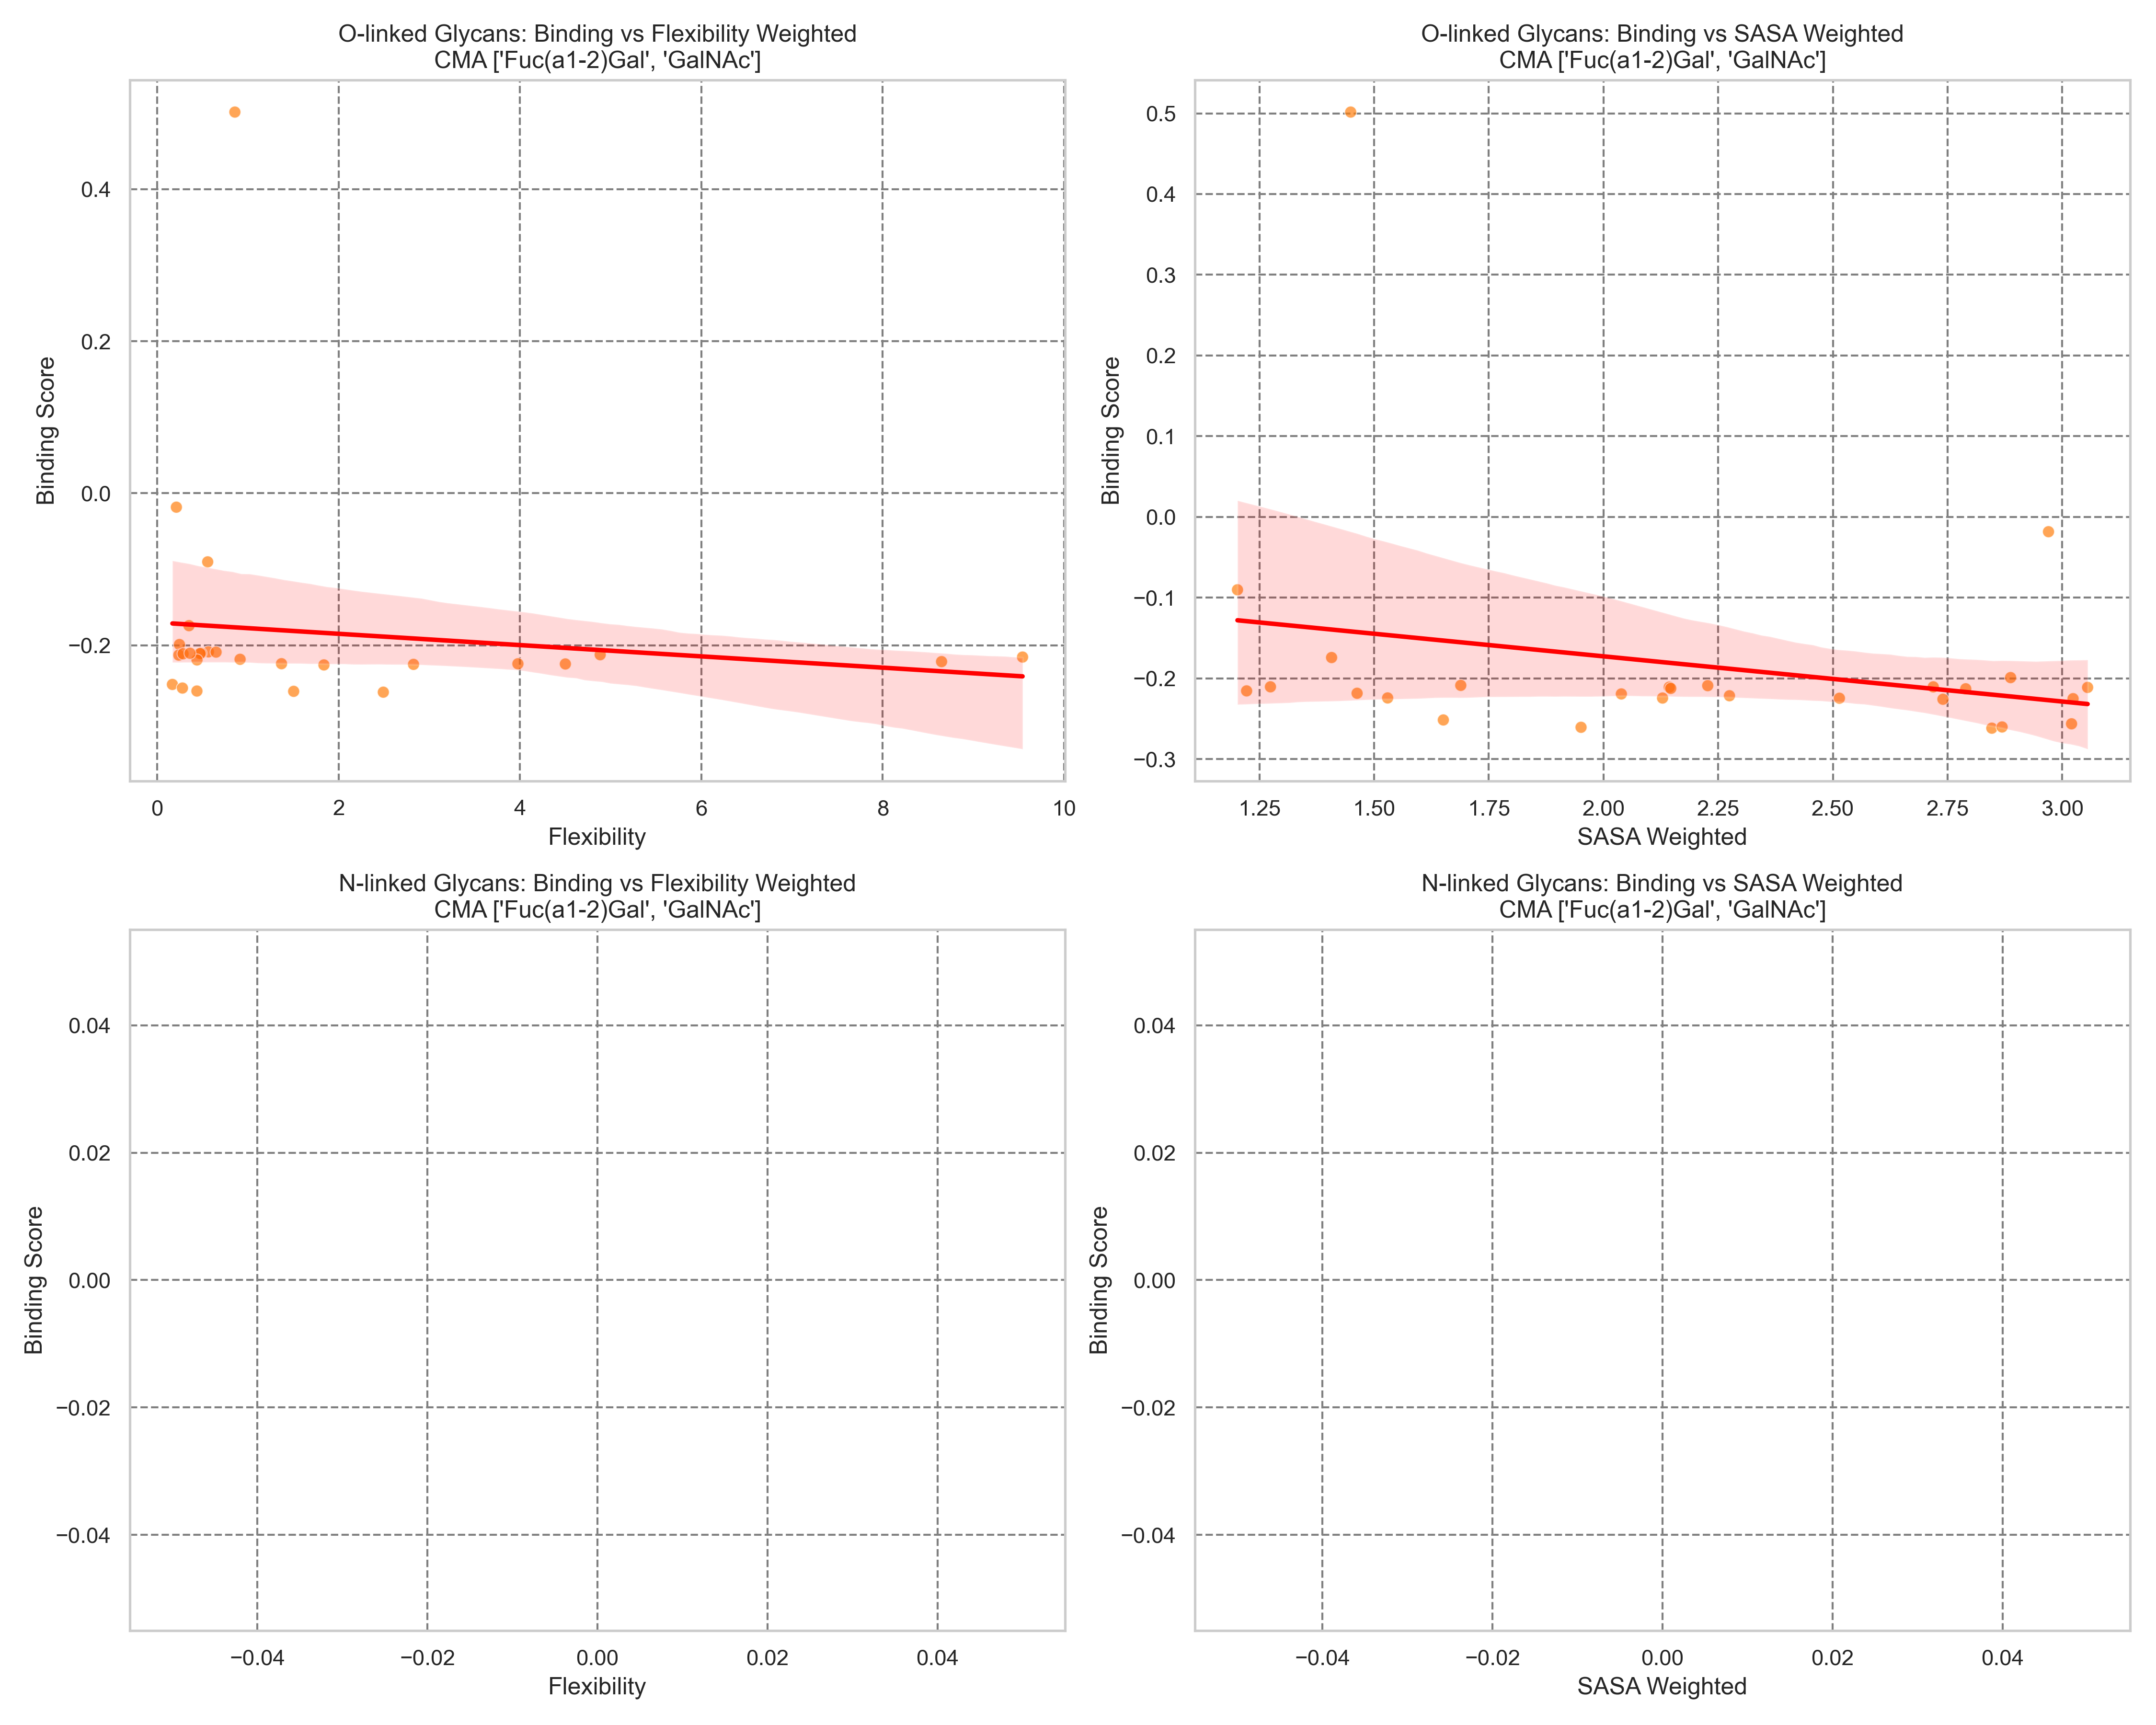 O-linked Glycans: Binding vs Flexibility Weighted
CMA ['Fuc(a1-2)Gal', 'GalNAc']
Binding Score
0.4
0.2
0.0
−0.2
0
2
4
6
8
10
Flexibility
O-linked Glycans: Binding vs SASA Weighted
CMA ['Fuc(a1-2)Gal', 'GalNAc']
Binding Score
0.5
0.4
0.3
0.2
0.1
0.0
−0.1
−0.2
−0.3
1.25
1.50
1.75
2.00
2.25
2.50
2.75
3.00
SASA Weighted
N-linked Glycans: Binding vs Flexibility Weighted
CMA ['Fuc(a1-2)Gal', 'GalNAc']
Binding Score
0.04
0.02
0.00
−0.02
−0.04
−0.04
−0.02
0.00
0.02
0.04
Flexibility
N-linked Glycans: Binding vs SASA Weighted
CMA ['Fuc(a1-2)Gal', 'GalNAc']
Binding Score
0.04
0.02
0.00
−0.02
−0.04
−0.04
−0.02
0.00
0.02
0.04
SASA Weighted